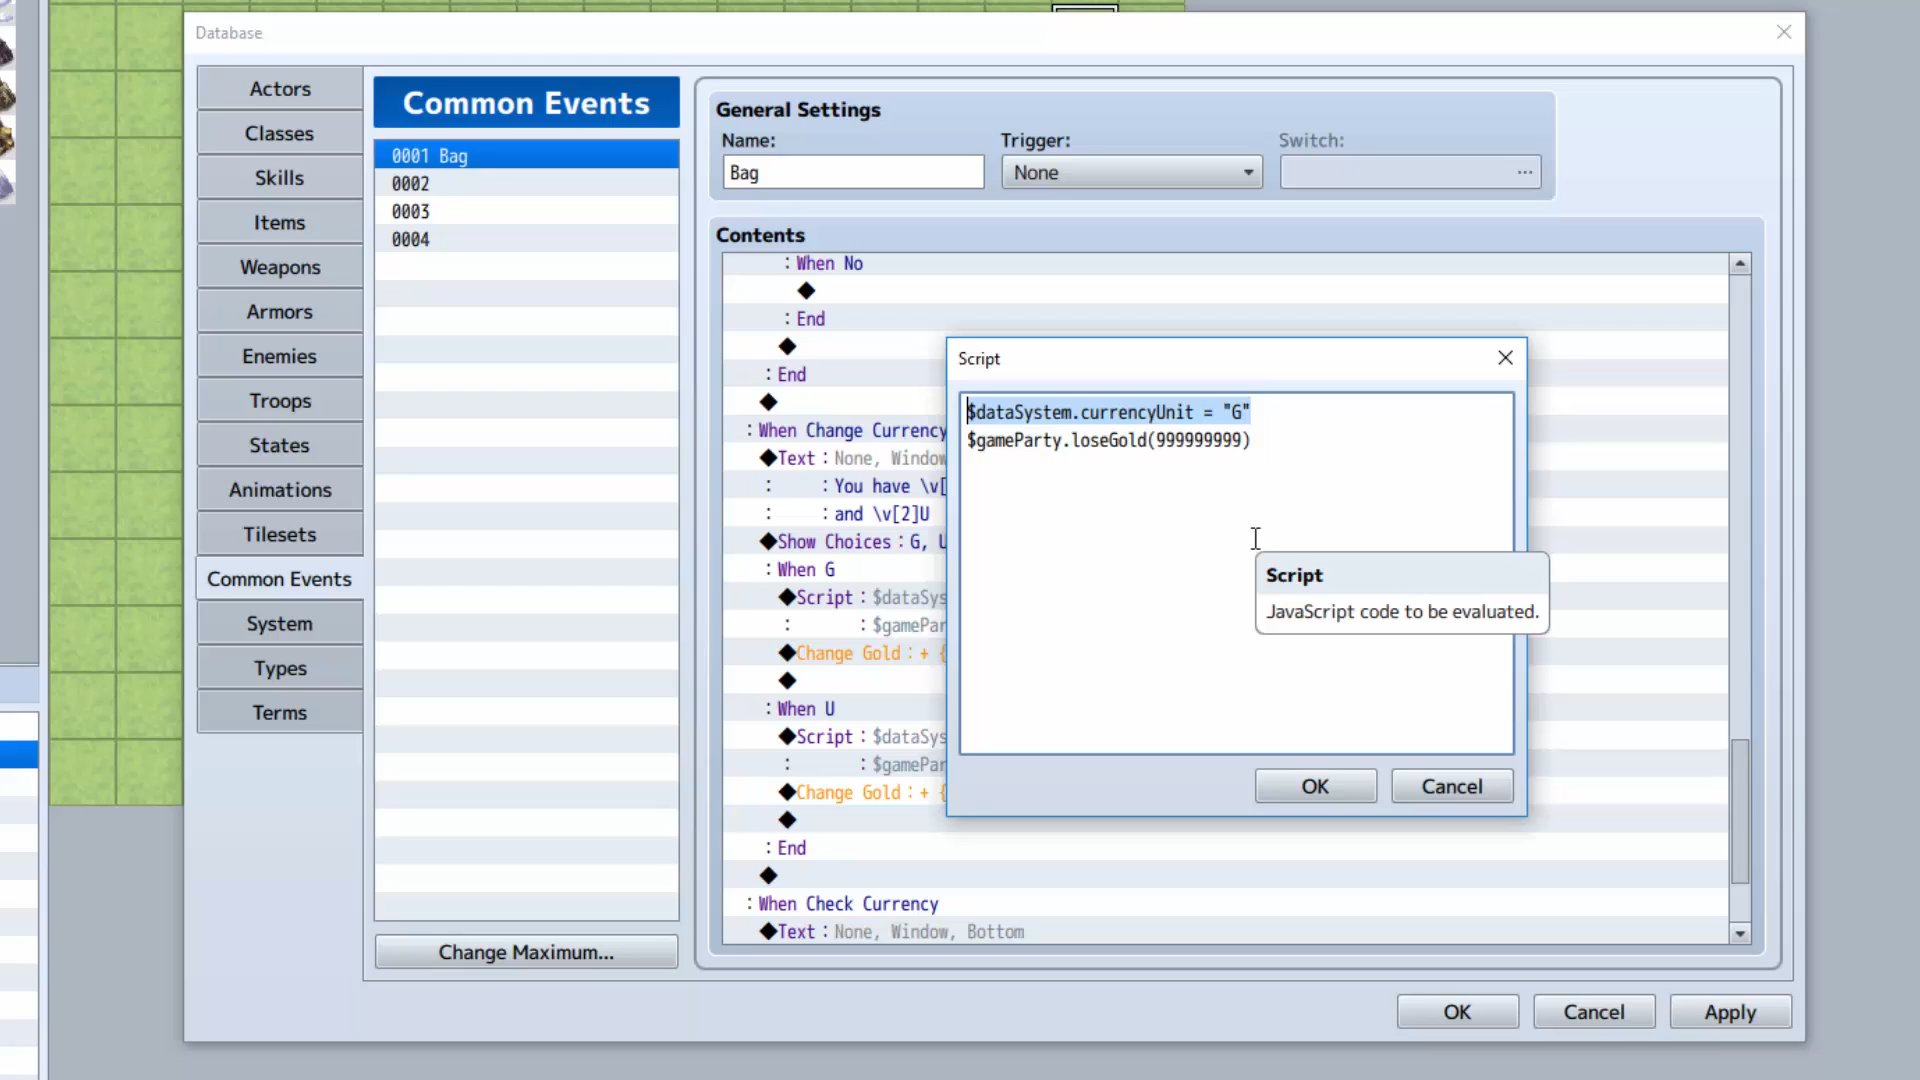 Database
Actors
Classes
Skills
Items
Weapons
Armors
Enemies
Troops
States
Animations
Tilesets
Common Events
System
Types
Terms
Common Events
0001 Bag
0002
0003
0004
Change Maximum...
General Settings
Name:
Trigger:
Switch:
Bag
None
...
Contents
: When No
◆
: End
◆
: End
◆
: When Change Currency
◆Text : None, Window
: : You have \v[
: : and \v[2]U
◆Show Choices : G, U
: When G
◆Script : $dataSys
: : $gamePar
◆Change Gold : + {
◆
: When U
◆Script : $dataSys
: : $gamePar
◆Change Gold : + {
◆
: End
◆
: When Check Currency
◆Text : None, Window, Bottom
Script
$dataSystem.currencyUnit = "G"
$gameParty.loseGold(999999999)
Script
JavaScript code to be evaluated.
OK
Cancel
OK
Cancel
Apply